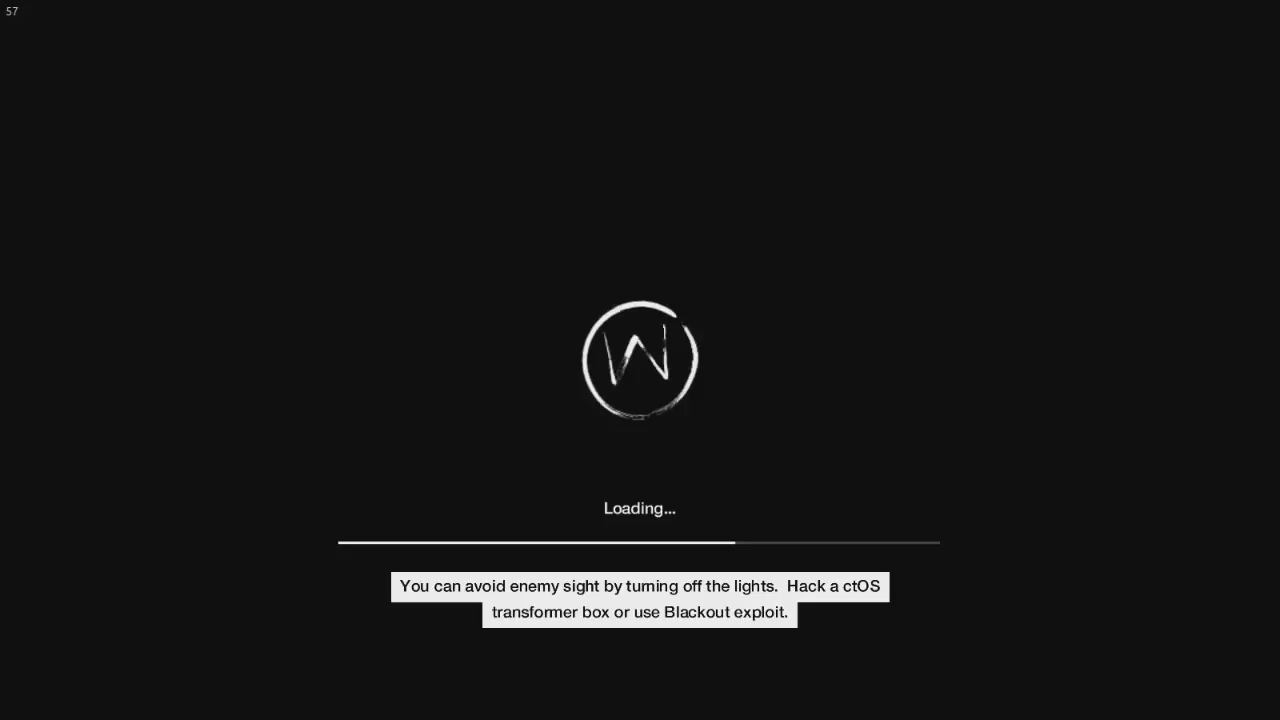 57
W
Loading...
You can avoid enemy sight by turning off the lights.  Hack a ctOS
transformer box or use Blackout exploit.